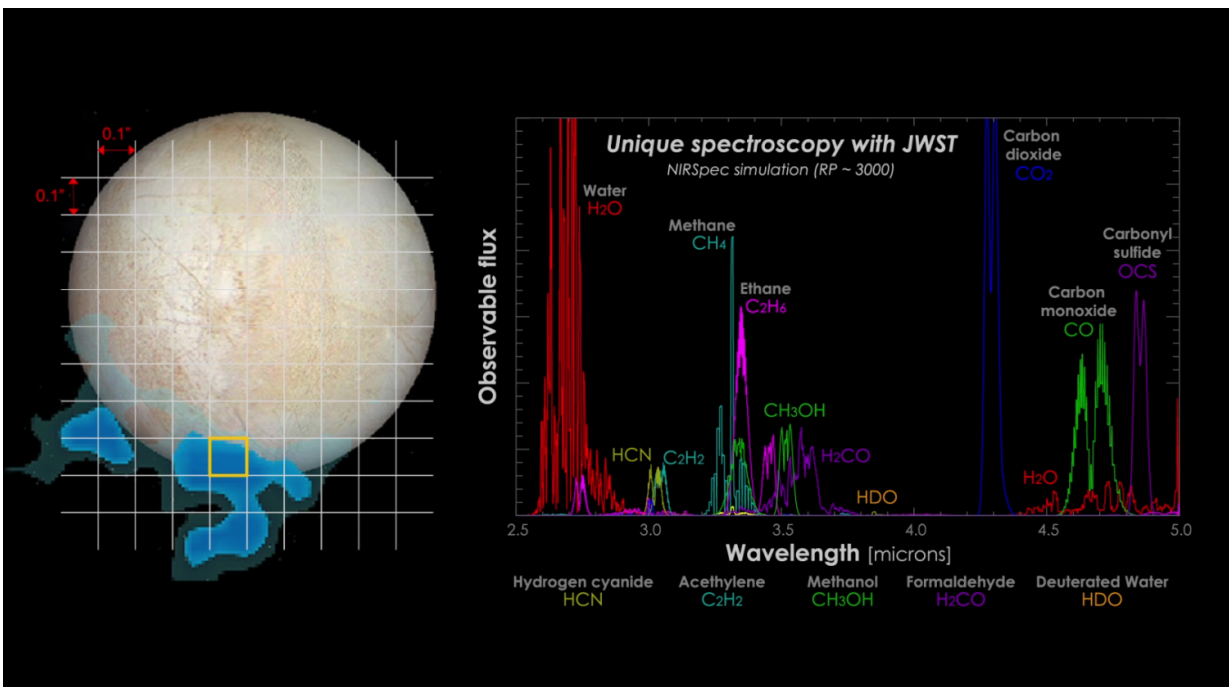 0.1"
0.1"
Unique spectroscopy with JWST
NIRSpec simulation (RP ~ 3000)
Observable flux
Water
H2O
Methane
CH4
Ethane
C2H6
Carbon
dioxide
CO2
Carbonyl
sulfide
OCS
Carbon
monoxide
CO
CH3OH
HCN
C2H2
H2CO
HDO
H2O
2.5 3.0 3.5 4.0 4.5 5.0
Wavelength [microns]
Hydrogen cyanide Acethylene Methanol Formaldehyde Deuterated Water
HCN C2H2 CH3OH H2CO HDO